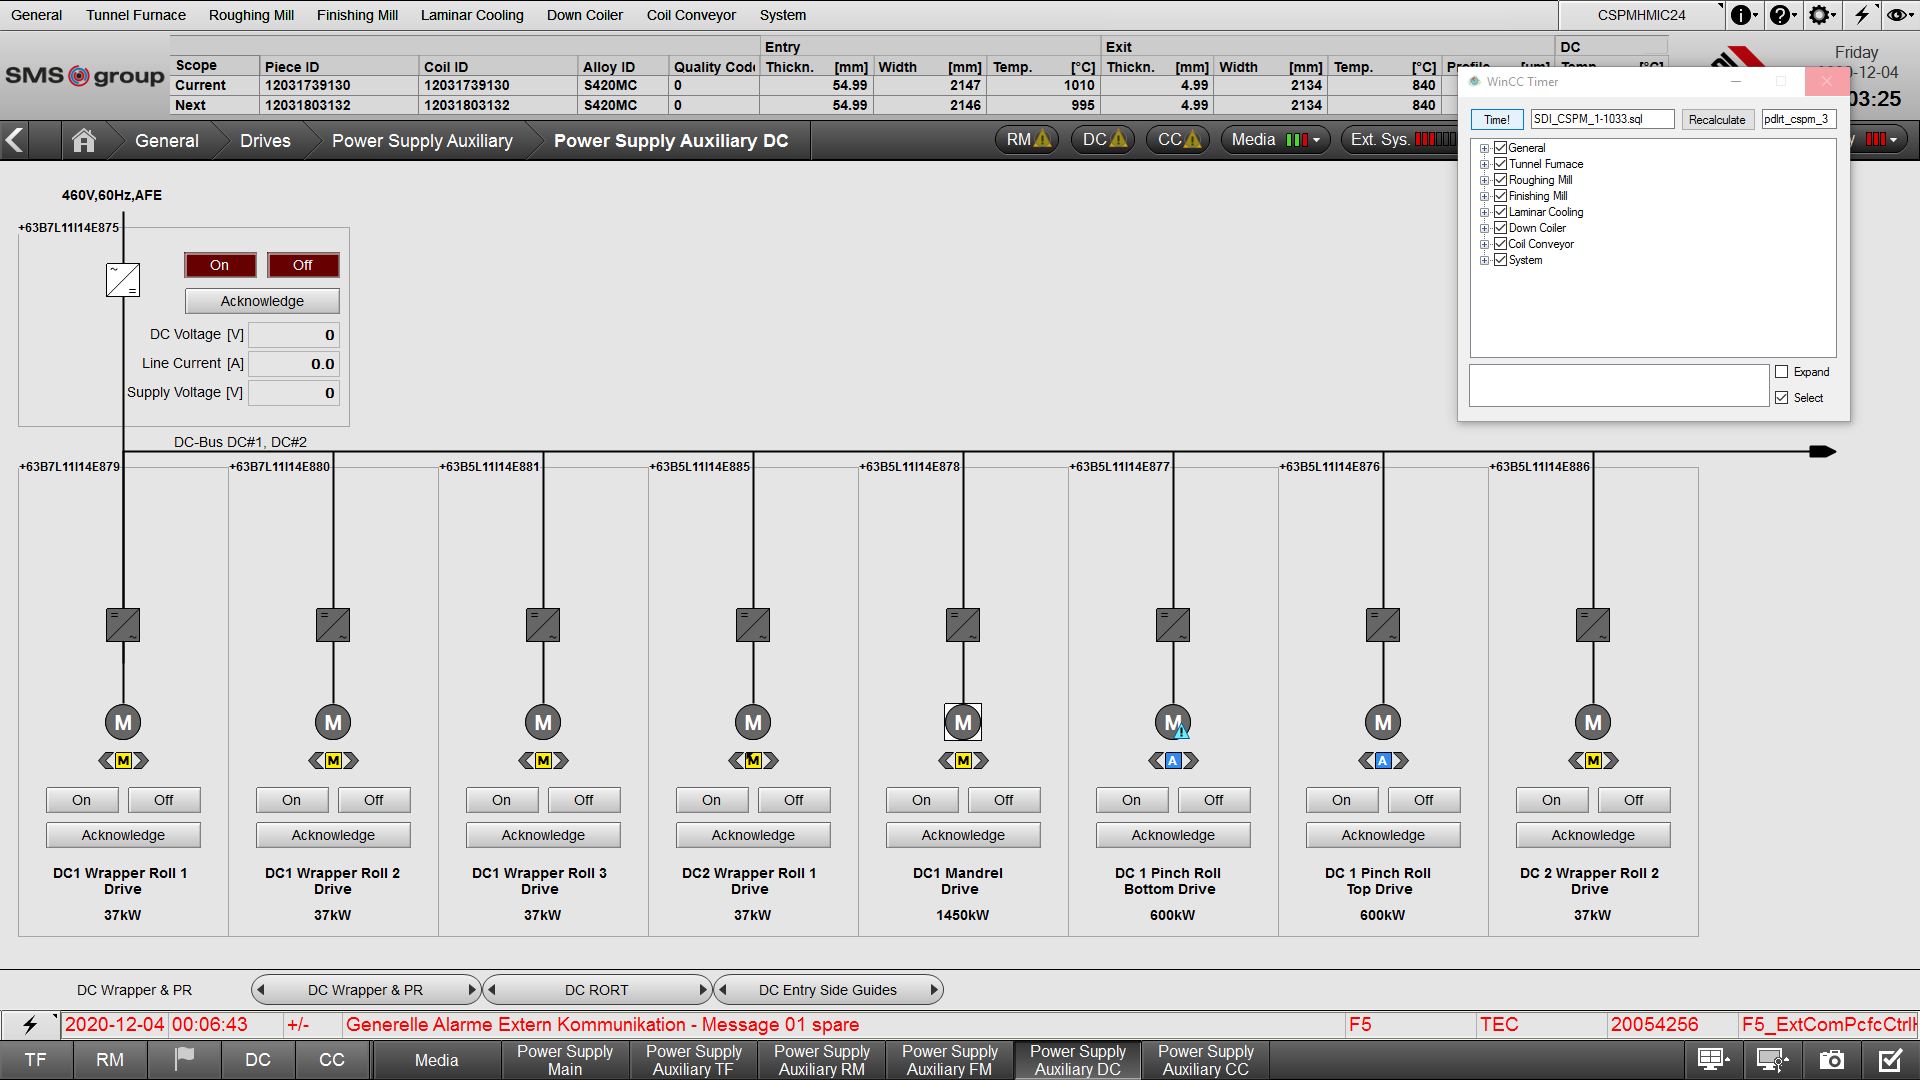 General Tunnel Furnace Roughing Mill Finishing Mill Laminar Cooling Down Coiler Coil Conveyor System CSPMHMIC24
SMS group
Entry Exit DC
Scope Piece ID Coil ID Alloy ID Quality Code Thickn. [mm] Width [mm] Temp. [°C] Thickn. [mm] Width [mm] Temp. [°C]
Current 12031739130 12031739130 S420MC 0 54.99 2147 1010 4.99 2134 840
Next 12031803132 12031803132 S420MC 0 54.99 2146 995 4.99 2134 840
Friday
-12-04
03:25
General Drives Power Supply Auxiliary Power Supply Auxiliary DC RM DC CC Media Ext. Sys.
WinCC Timer
Time! SDI_CSPM_1-1033.sql Recalculate pdlrt_cspm_3
General
Tunnel Furnace
Roughing Mill
Finishing Mill
Laminar Cooling
Down Coiler
Coil Conveyor
System
Expand
Select
460V,60Hz,AFE
+63B7L11I14E875
On Off
Acknowledge
DC Voltage [V] 0
Line Current [A] 0.0
Supply Voltage [V] 0
DC-Bus DC#1, DC#2
+63B7L11I14E879 +63B7L11I14E880 +63B5L11I14E881 +63B5L11I14E885 +63B5L11I14E878 +63B5L11I14E877 +63B5L11I14E876 +63B5L11I14E886
M M M M M M M M
M M M M M A A M
On Off On Off On Off On Off On Off On Off On Off On Off
Acknowledge Acknowledge Acknowledge Acknowledge Acknowledge Acknowledge Acknowledge Acknowledge
DC1 Wrapper Roll 1 DC1 Wrapper Roll 2 DC1 Wrapper Roll 3 DC2 Wrapper Roll 1 DC1 Mandrel DC 1 Pinch Roll DC 1 Pinch Roll DC 2 Wrapper Roll 2
Drive Drive Drive Drive Drive Bottom Drive Top Drive Drive
37kW 37kW 37kW 37kW 1450kW 600kW 600kW 37kW
DC Wrapper & PR DC Wrapper & PR DC RORT DC Entry Side Guides
2020-12-04 00:06:43 +/- Generelle Alarme Extern Kommunikation - Message 01 spare F5 TEC 20054256 F5_ExtComPcfcCtrl
TF RM DC CC Media Power Supply Power Supply Power Supply Power Supply Power Supply Power Supply
Main Auxiliary TF Auxiliary RM Auxiliary FM Auxiliary DC Auxiliary CC